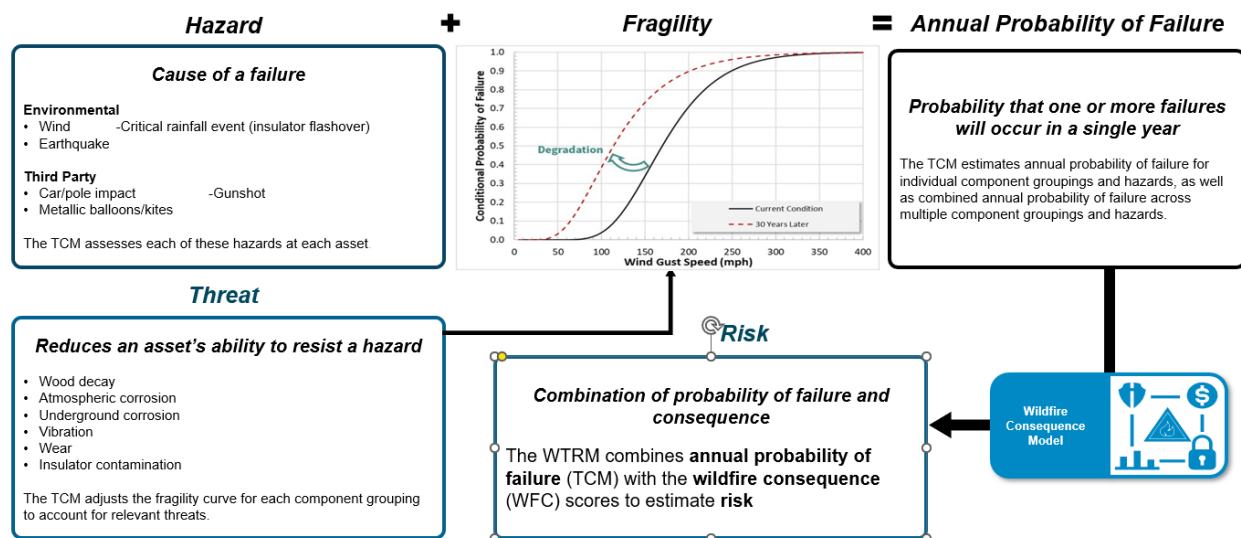 Hazard
+
Fragility
=
Annual Probability of Failure
Cause of a failure
Environmental
• Wind -Critical rainfall event (insulator flashover)
• Earthquake
Third Party
• Car/pole impact -Gunshot
• Metallic balloons/kites
The TCM assesses each of these hazards at each asset
Conditional Probability of Failure
1.0
0.9
0.8
0.7
0.6
0.5
0.4
0.3
0.2
0.1
0.0
Degradation
Current Condition
30 Years Later
0 50 100 150 200 250 300 350 400
Wind Gust Speed (mph)
Probability that one or more failures
will occur in a single year
The TCM estimates annual probability of failure for
individual component groupings and hazards, as well
as combined annual probability of failure across
multiple component groupings and hazards.
Threat
Reduces an asset's ability to resist a hazard
• Wood decay
• Atmospheric corrosion
• Underground corrosion
• Vibration
• Wear
• Insulator contamination
The TCM adjusts the fragility curve for each component grouping
to account for relevant threats.
Risk
Combination of probability of failure and
consequence
The WTRM combines annual probability of
failure (TCM) with the wildfire consequence
(WFC) scores to estimate risk
Wildfire
Consequence
Model
$